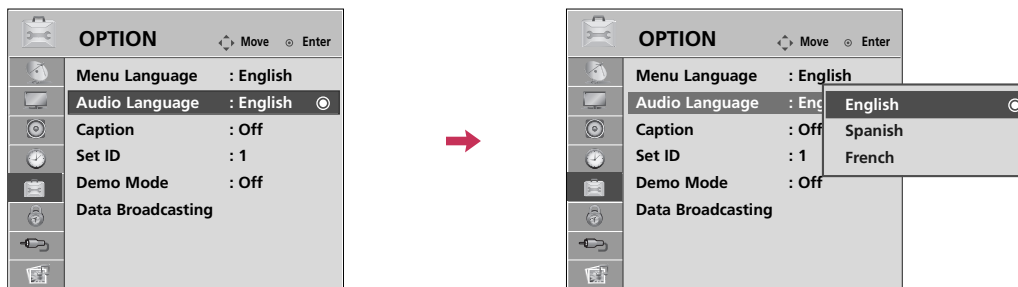 OPTION Move Enter
Menu Language : English
Audio Language : English
Caption : Off
Set ID : 1
Demo Mode : Off
Data Broadcasting
OPTION Move Enter
Menu Language : English
Audio Language : Eng
Caption : Off
Set ID : 1
Demo Mode : Off
Data Broadcasting
English
Spanish
French